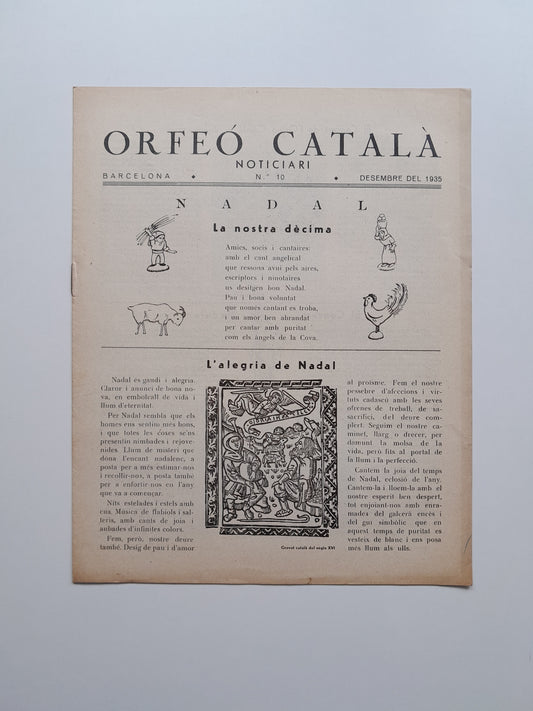 ORFEÓ CATALÀ
NOTICIARI
BARCELONA ◆ N.º 10 ◆ DESEMBRE DEL 1935
NADAL
La nostra dècima
Amics, socis i cantaires:
amb el cant angelical
que ressona avui pels aires,
escriptors i ninotaires
us desitgen bon Nadal.
Pau i bona voluntat
que només cantant es troba,
i un amor ben abrandat
per cantar amb puritat
com els àngels de la Cova.
L'alegria de Nadal
Nadal és gaudi i alegria.
Claror i anunci de bona no-
va, en embolcall de vida i
llum d'eternitat.
Per Nadal sembla que els
homes ens sentim més bons,
i que totes les coses se'ns
presentin nimbades i rejove-
nides. Llum de misteri que
dóna l'encant nadalenc, a
posta per a més estimar-nos
i recollir-nos, a posta també
per a enfortir-nos en l'any
que va a començar.
Nits estelades i estels amb
cua. Música de flabiols i sal-
teris, amb cants de joia i
aubades d'infinites colors.
Fem, però, nostre deure
també. Desig de pau i d'amor
Gravat català del segle XVI
al proïsme. Fem el nostre
pessebre d'afeccions i vir-
tuts cadascú amb les seves
ofrenes de treball, de sa-
sacrifici, del deure com-
plert. Seguim el nostre ca-
minet, llarg o dreçer, per
damunt la molsa de la
vida, però fits al portal de
la llum i la perfecció.
Cantem la joia del temps
de Nadal, eclosió de l'any.
Cantem-la i lloem-la amb el
nostre esperit ben despert,
tot enjoiant-nos amb enra-
mades del galcerà encès i
del gui simbòlic que en
aquest temps de puritat es
vesteix de blanc i ens posa
més llum als ulls.